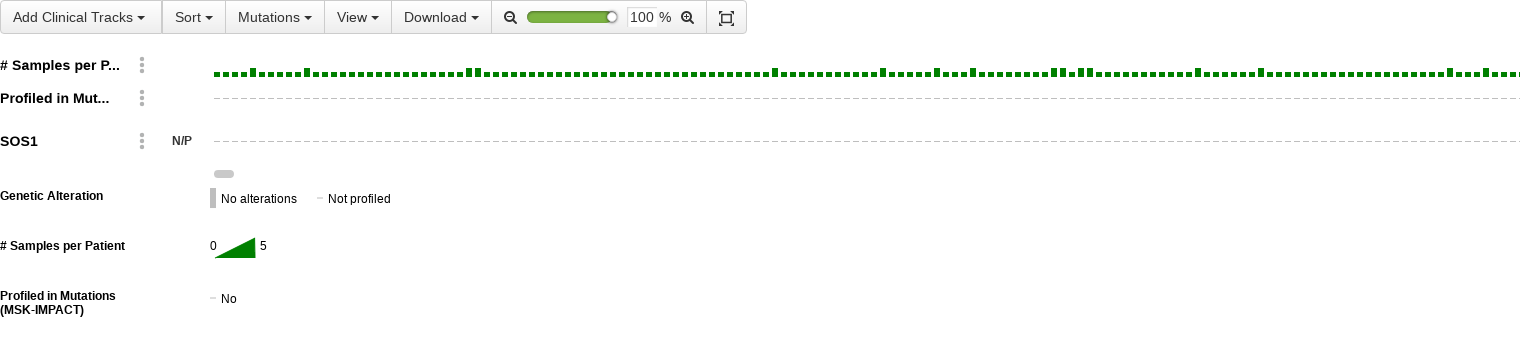 Add Clinical Tracks Sort Mutations View Download 100 %
# Samples per P...
Profiled in Mut...
SOS1 N/P
Genetic Alteration No alterations Not profiled
# Samples per Patient 0 5
Profiled in Mutations No
(MSK-IMPACT)